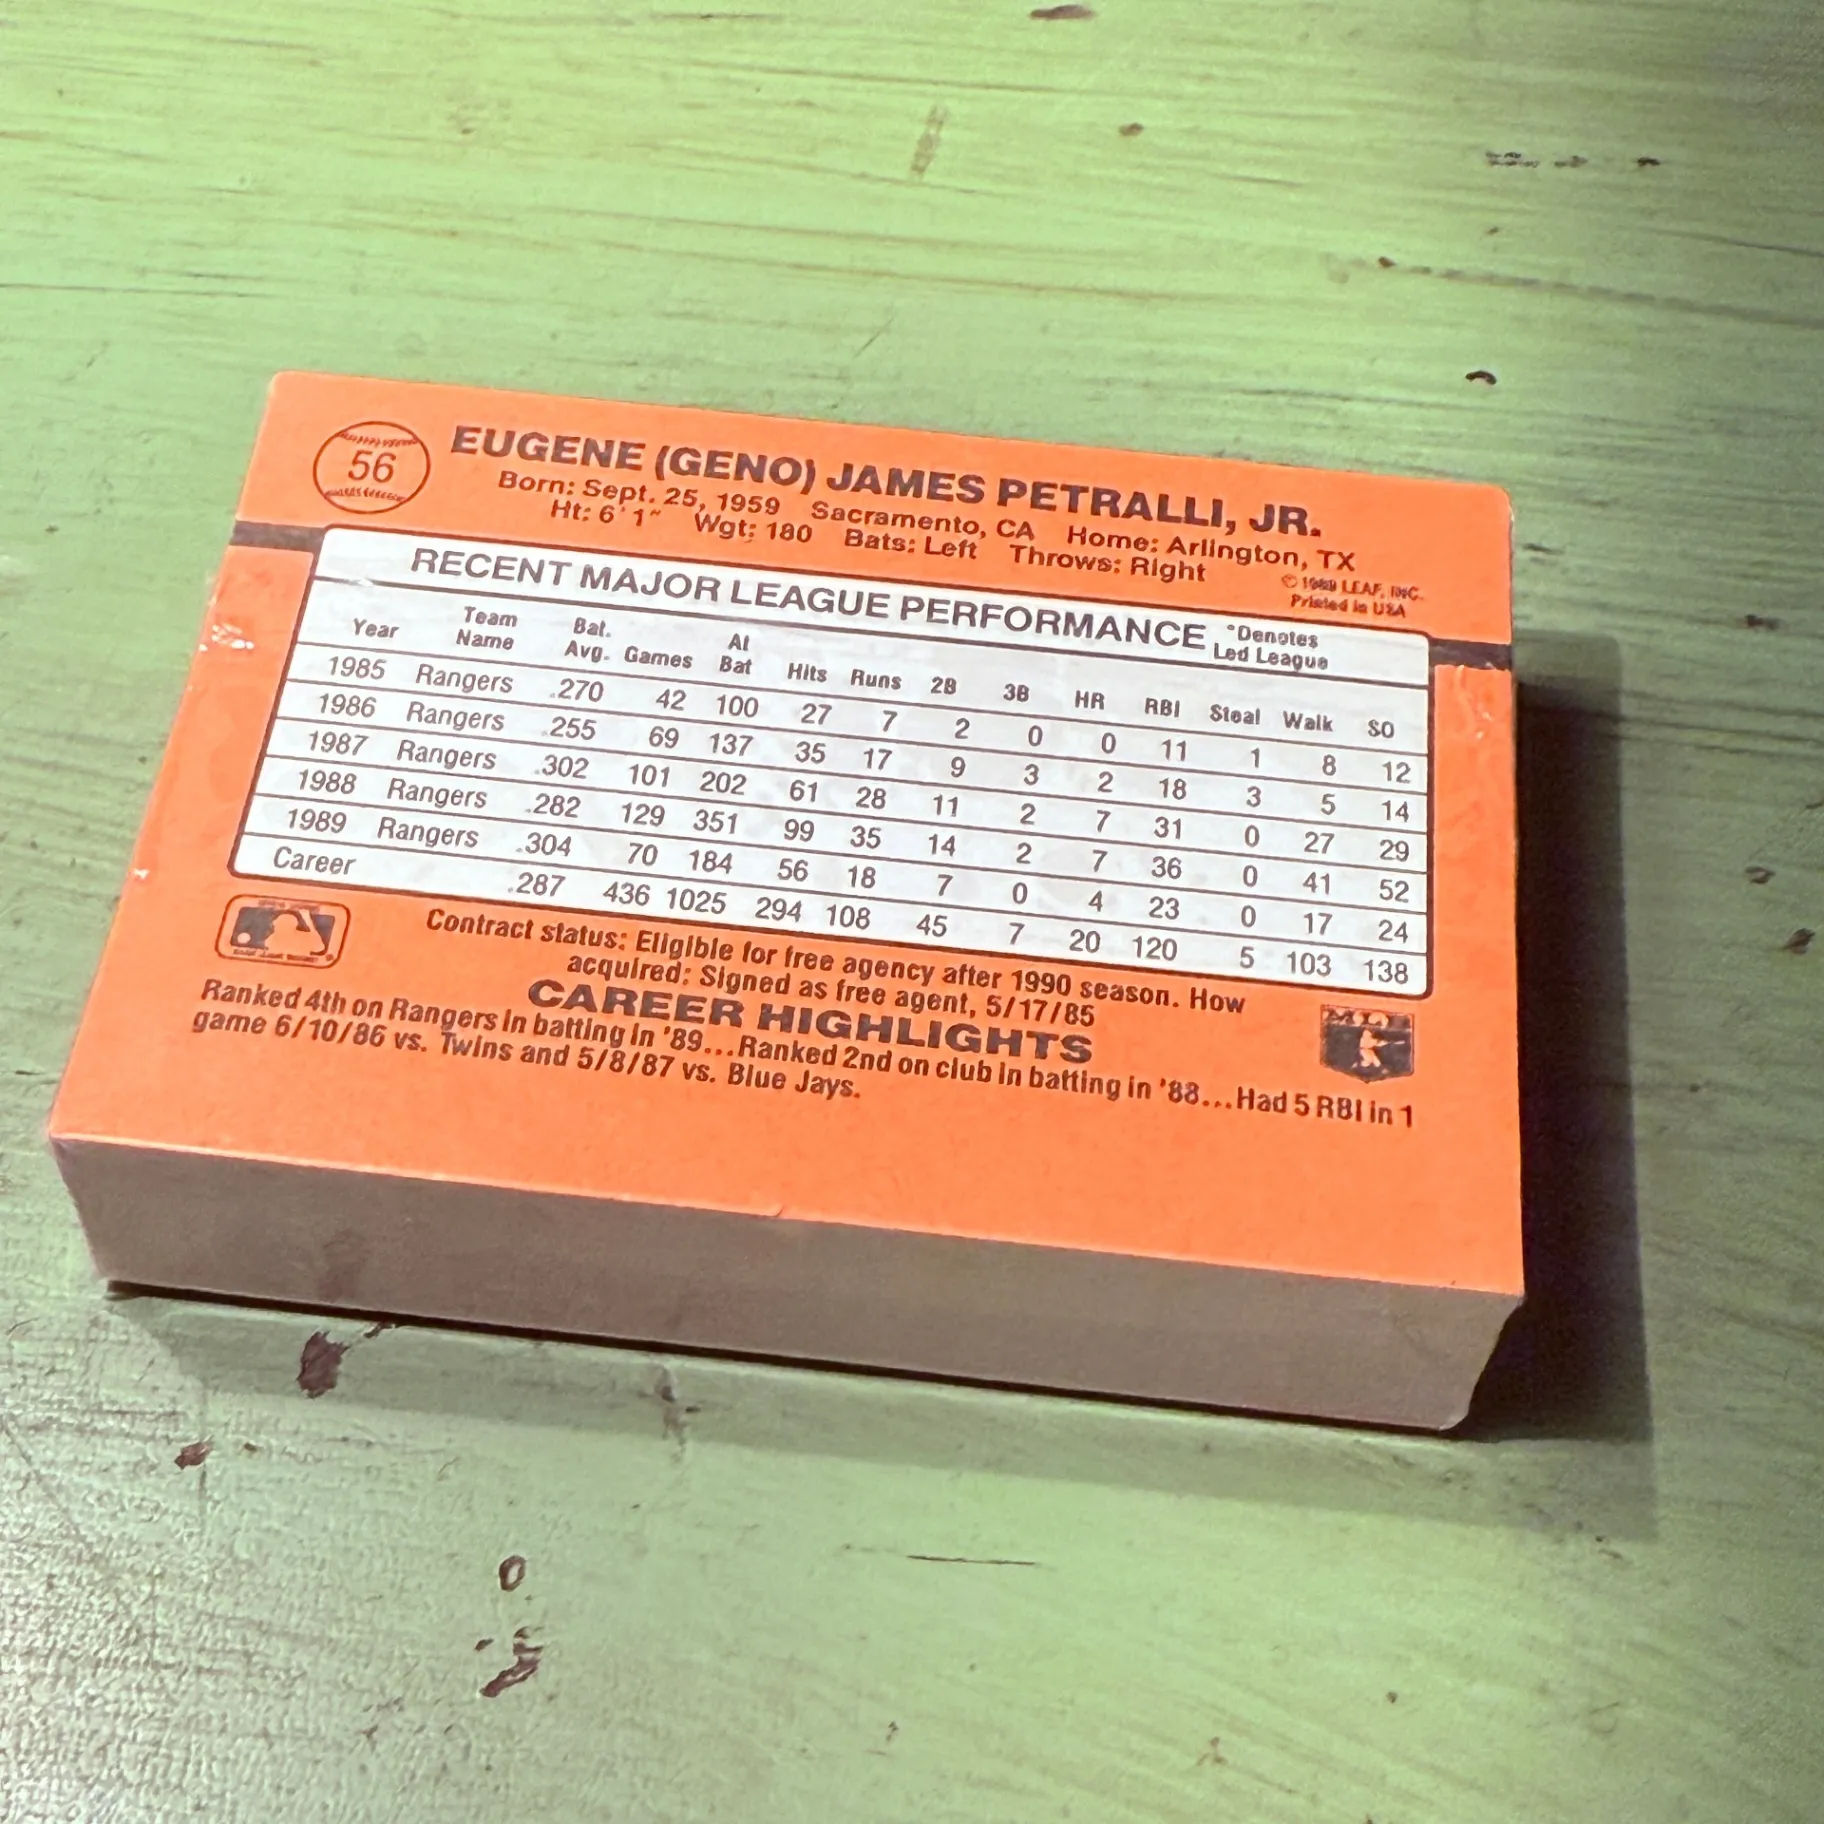 56
EUGENE (GENO) JAMES PETRALLI, JR.
Born: Sept. 25, 1959 Sacramento, CA Home: Arlington, TX
Ht: 6' 1" Wgt: 180 Bats: Left Throws: Right
© LEAF, INC.
Printed in USA
RECENT MAJOR LEAGUE PERFORMANCE *Denotes Led League
Year Team Name Bat. Avg. Games At Bat Hits Runs 2B 3B HR RBI Steal Walk SO
1985 Rangers .270 42 100 27 7 2 0 0 11 1 8 12
1986 Rangers .255 69 137 35 17 9 3 2 18 3 5 14
1987 Rangers .302 101 202 61 28 11 2 7 31 0 27 29
1988 Rangers .282 129 351 99 35 14 2 7 36 0 41 52
1989 Rangers .304 70 184 56 18 7 0 4 23 0 17 24
Career .287 436 1025 294 108 45 7 20 120 5 103 138
Contract status: Eligible for free agency after 1990 season. How
acquired: Signed as free agent, 5/17/85
CAREER HIGHLIGHTS
Ranked 4th on Rangers in batting in '89...Ranked 2nd on club in batting in '88...Had 5 RBI in 1
game 6/10/86 vs. Twins and 5/8/87 vs. Blue Jays.